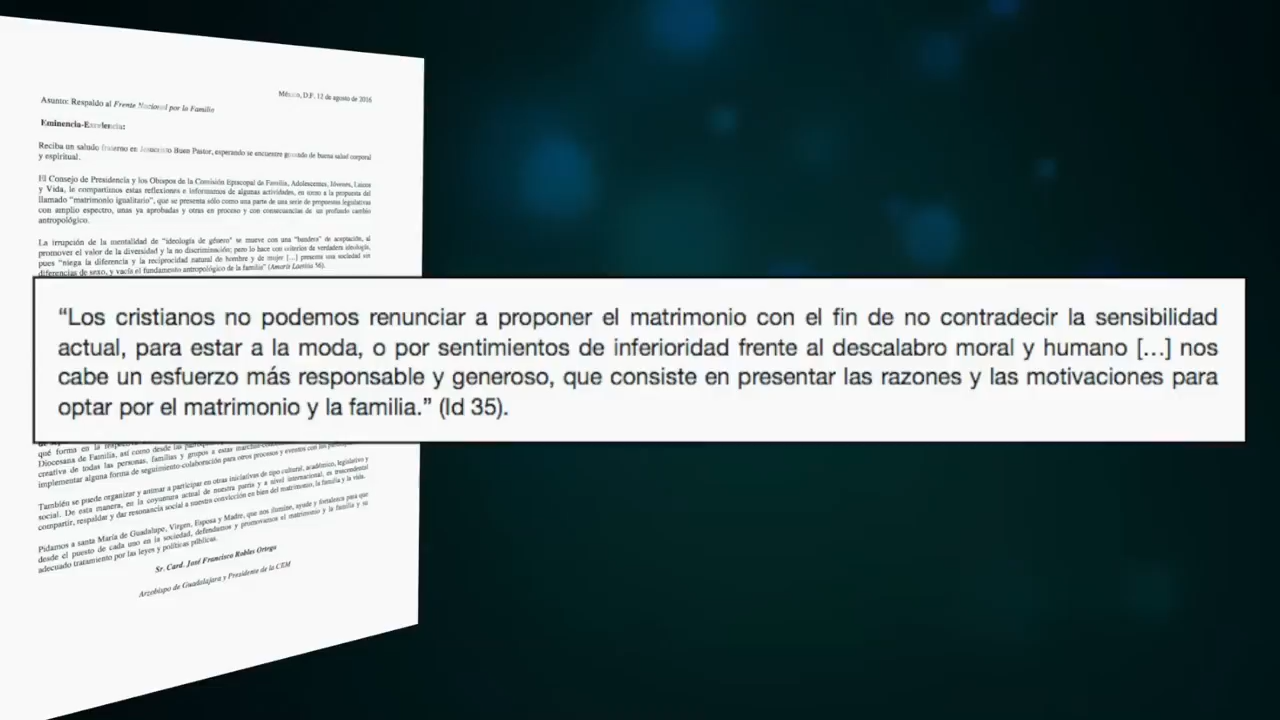 México, D.F. 12 de agosto de 2016
Asunto: Respaldo al Frente Nacional por la Familia
Eminencia-Excelencia:
Reciba un saludo fraterno en Jesucristo Buen Pastor, esperando se encuentre gozando de buena salud corporal
y espiritual.
El Consejo de Presidencia y los Obispos de la Comisión Episcopal de Familia, Adolescentes, Jóvenes, Laicos
y Vida, le compartimos estas reflexiones e informamos de algunas actividades, en torno a la propuesta del
llamado "matrimonio igualitario", que se presenta sólo como una parte de una serie de propuestas legislativas
con amplio espectro, unas ya aprobadas y otras en proceso y con consecuencias de un profundo cambio
antropológico.
La irrupción de la mentalidad de "ideología de género" se mueve con una "bandera" de aceptación, al
promover el valor de la diversidad y la no discriminación; pero lo hace con criterios de verdadera ideología,
pues "niega la diferencia y la reciprocidad natural de hombre y de mujer [...] presenta una sociedad sin
diferencias de sexo, y vacía el fundamento antropológico de la familia" (Amoris Laetitia 56).
“Los cristianos no podemos renunciar a proponer el matrimonio con el fin de no contradecir la sensibilidad
actual, para estar a la moda, o por sentimientos de inferioridad frente al descalabro moral y humano [...] nos
cabe un esfuerzo más responsable y generoso, que consiste en presentar las razones y las motivaciones para
optar por el matrimonio y la familia.” (Id 35).
qué forma en la
Diocesana de Familia, así como desde las
creativa de todas las personas, familias y grupos a estas
implementar alguna forma de seguimiento-colaboración para otros procesos y eventos con los
También se puede organizar y animar a participar en otras iniciativas de tipo cultural, académico, legislativo y
social. De esta manera, en la coyuntura actual de nuestra patria y a nivel internacional, es trascendental
compartir, respaldar y dar resonancia social a nuestra convicción en bien del matrimonio, la familia y la vida.
Pidamos a santa María de Guadalupe, Virgen, Esposa y Madre, que nos ilumine, ayude y fortalezca para que
desde el puesto de cada uno en la sociedad, defendamos y promovamos el matrimonio y la familia y su
adecuado tratamiento por las leyes y políticas públicas.
Sr. Card. José Francisco Robles Ortega
Arzobispo de Guadalajara y Presidente de la CEM